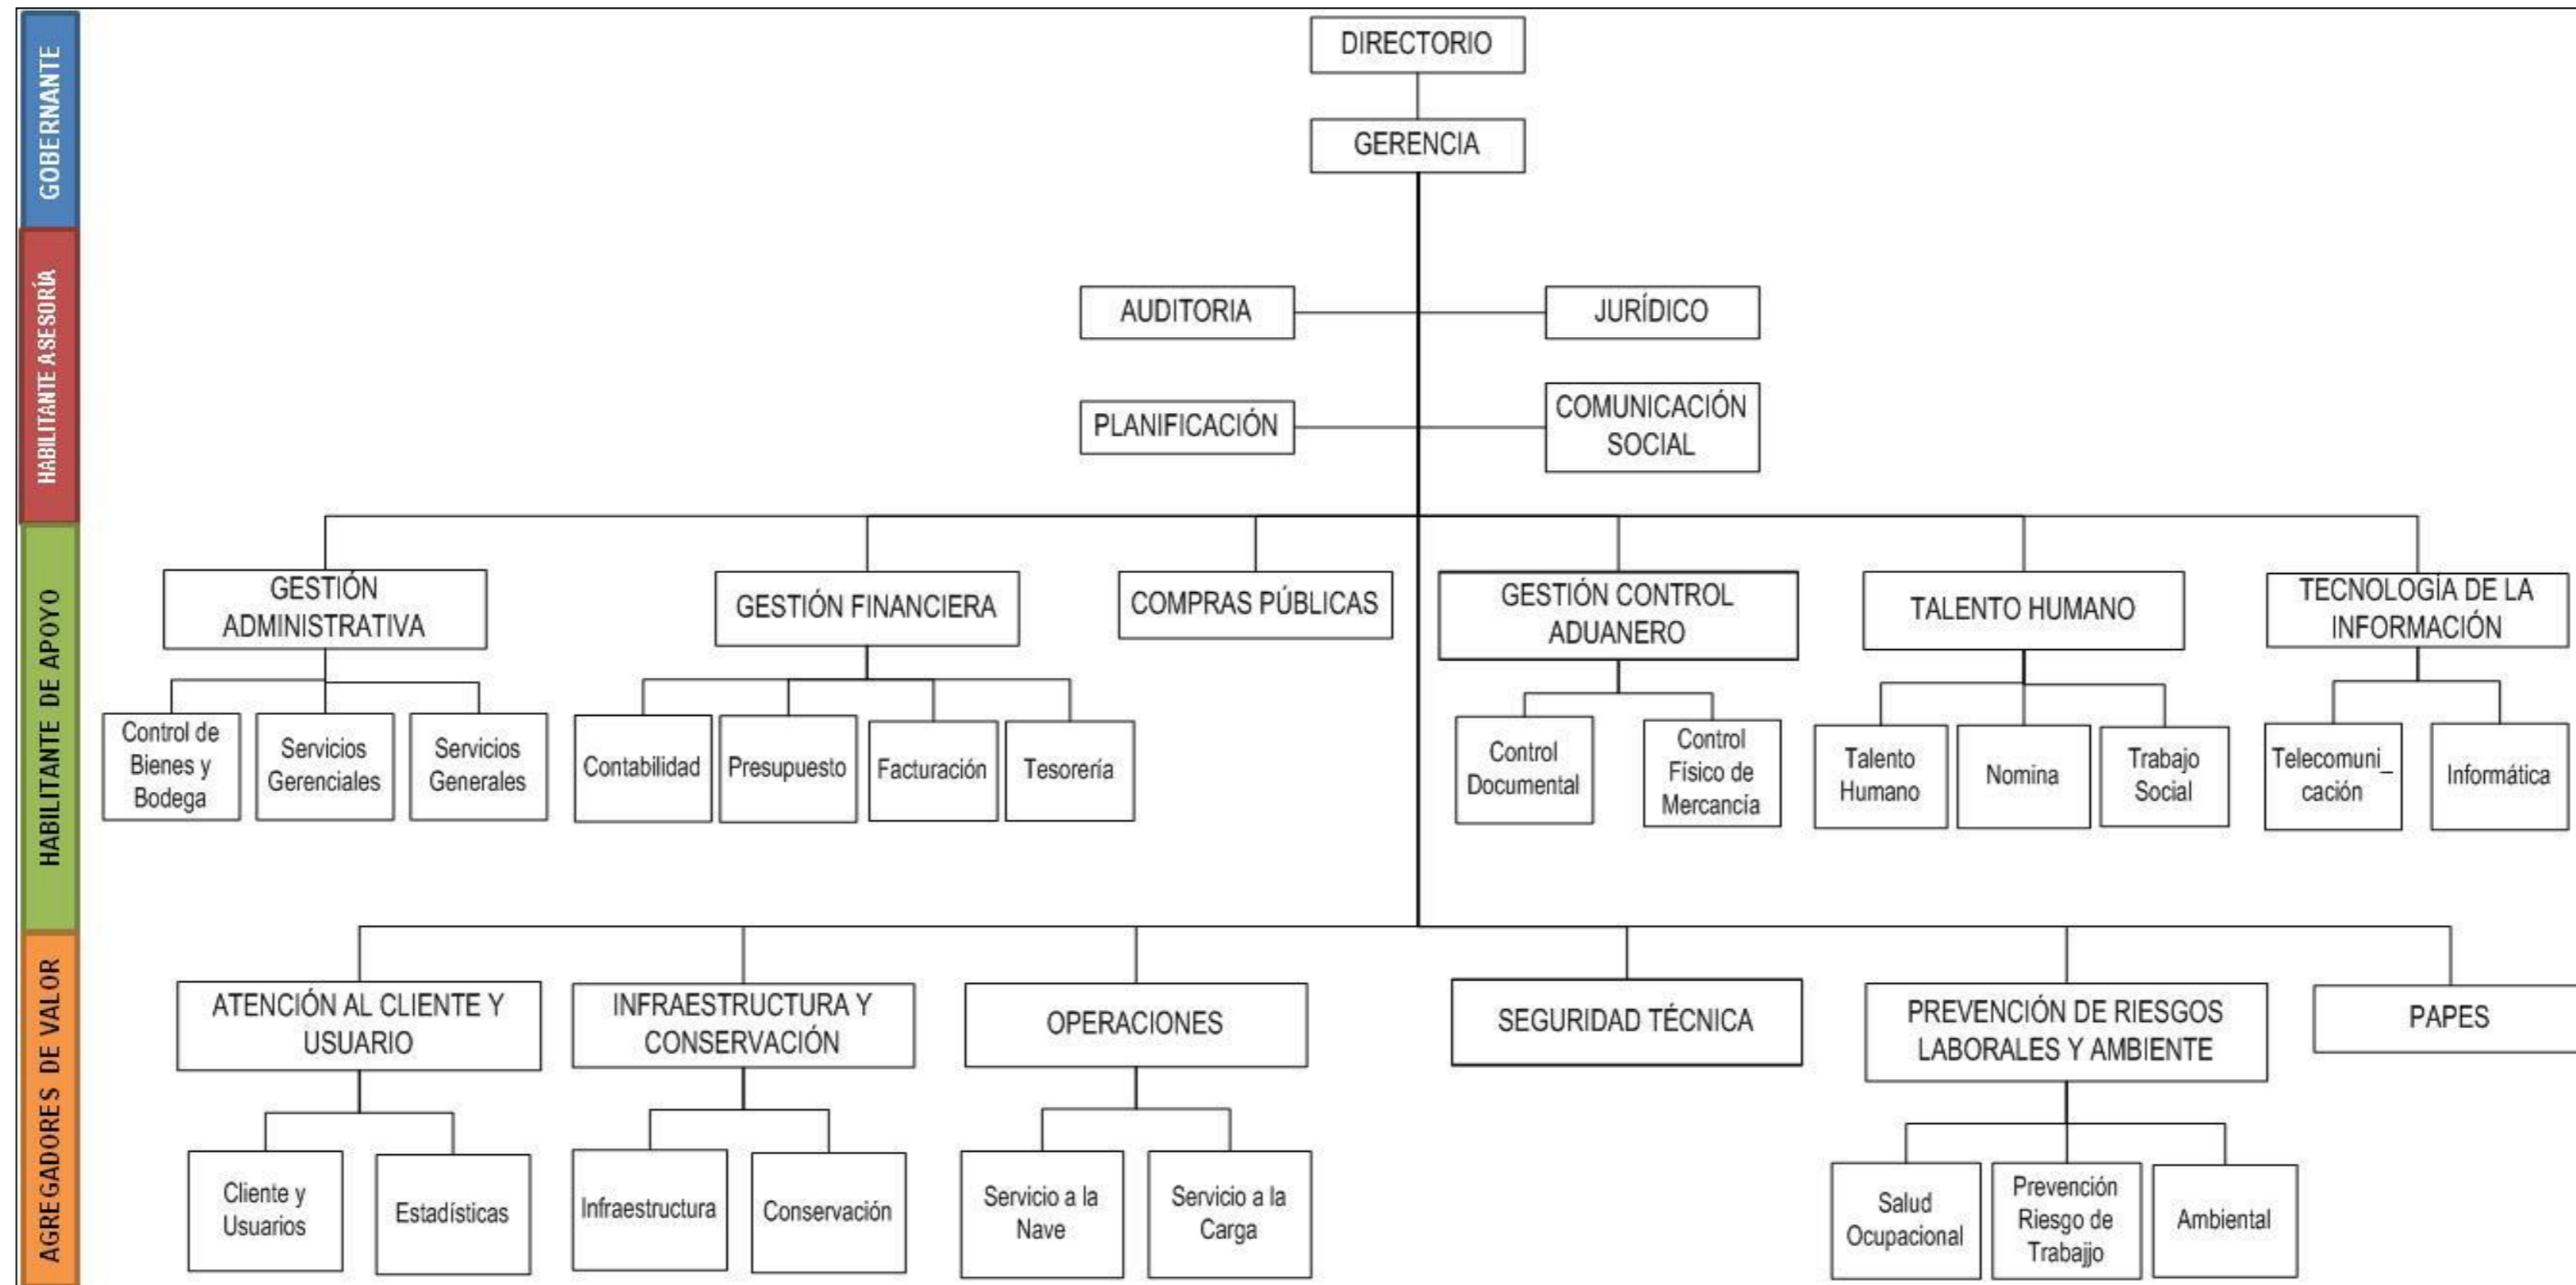 GOBERNANTE
DIRECTORIO
GERENCIA
HABILITANTE ASESORÍA
AUDITORIA
JURÍDICO
PLANIFICACIÓN
COMUNICACIÓN
SOCIAL
HABILITANTE DE APOYO
GESTIÓN
ADMINISTRATIVA
GESTIÓN FINANCIERA
COMPRAS PÚBLICAS
GESTIÓN CONTROL
ADUANERO
TALENTO HUMANO
TECNOLOGÍA DE LA
INFORMACIÓN
Control de
Bienes y
Bodega
Servicios
Gerenciales
Servicios
Generales
Contabilidad
Presupuesto
Facturación
Tesorería
Control
Documental
Control
Físico de
Mercancía
Talento
Humano
Nomina
Trabajo
Social
Telecomuni_
cación
Informática
AGREGADORES DE VALOR
ATENCIÓN AL CLIENTE Y
USUARIO
INFRAESTRUCTURA Y
CONSERVACIÓN
OPERACIONES
SEGURIDAD TÉCNICA
PREVENCIÓN DE RIESGOS
LABORALES Y AMBIENTE
PAPES
Cliente y
Usuarios
Estadísticas
Infraestructura
Conservación
Servicio a la
Nave
Servicio a la
Carga
Salud
Ocupacional
Prevención
Riesgo de
Trabajjo
Ambiental